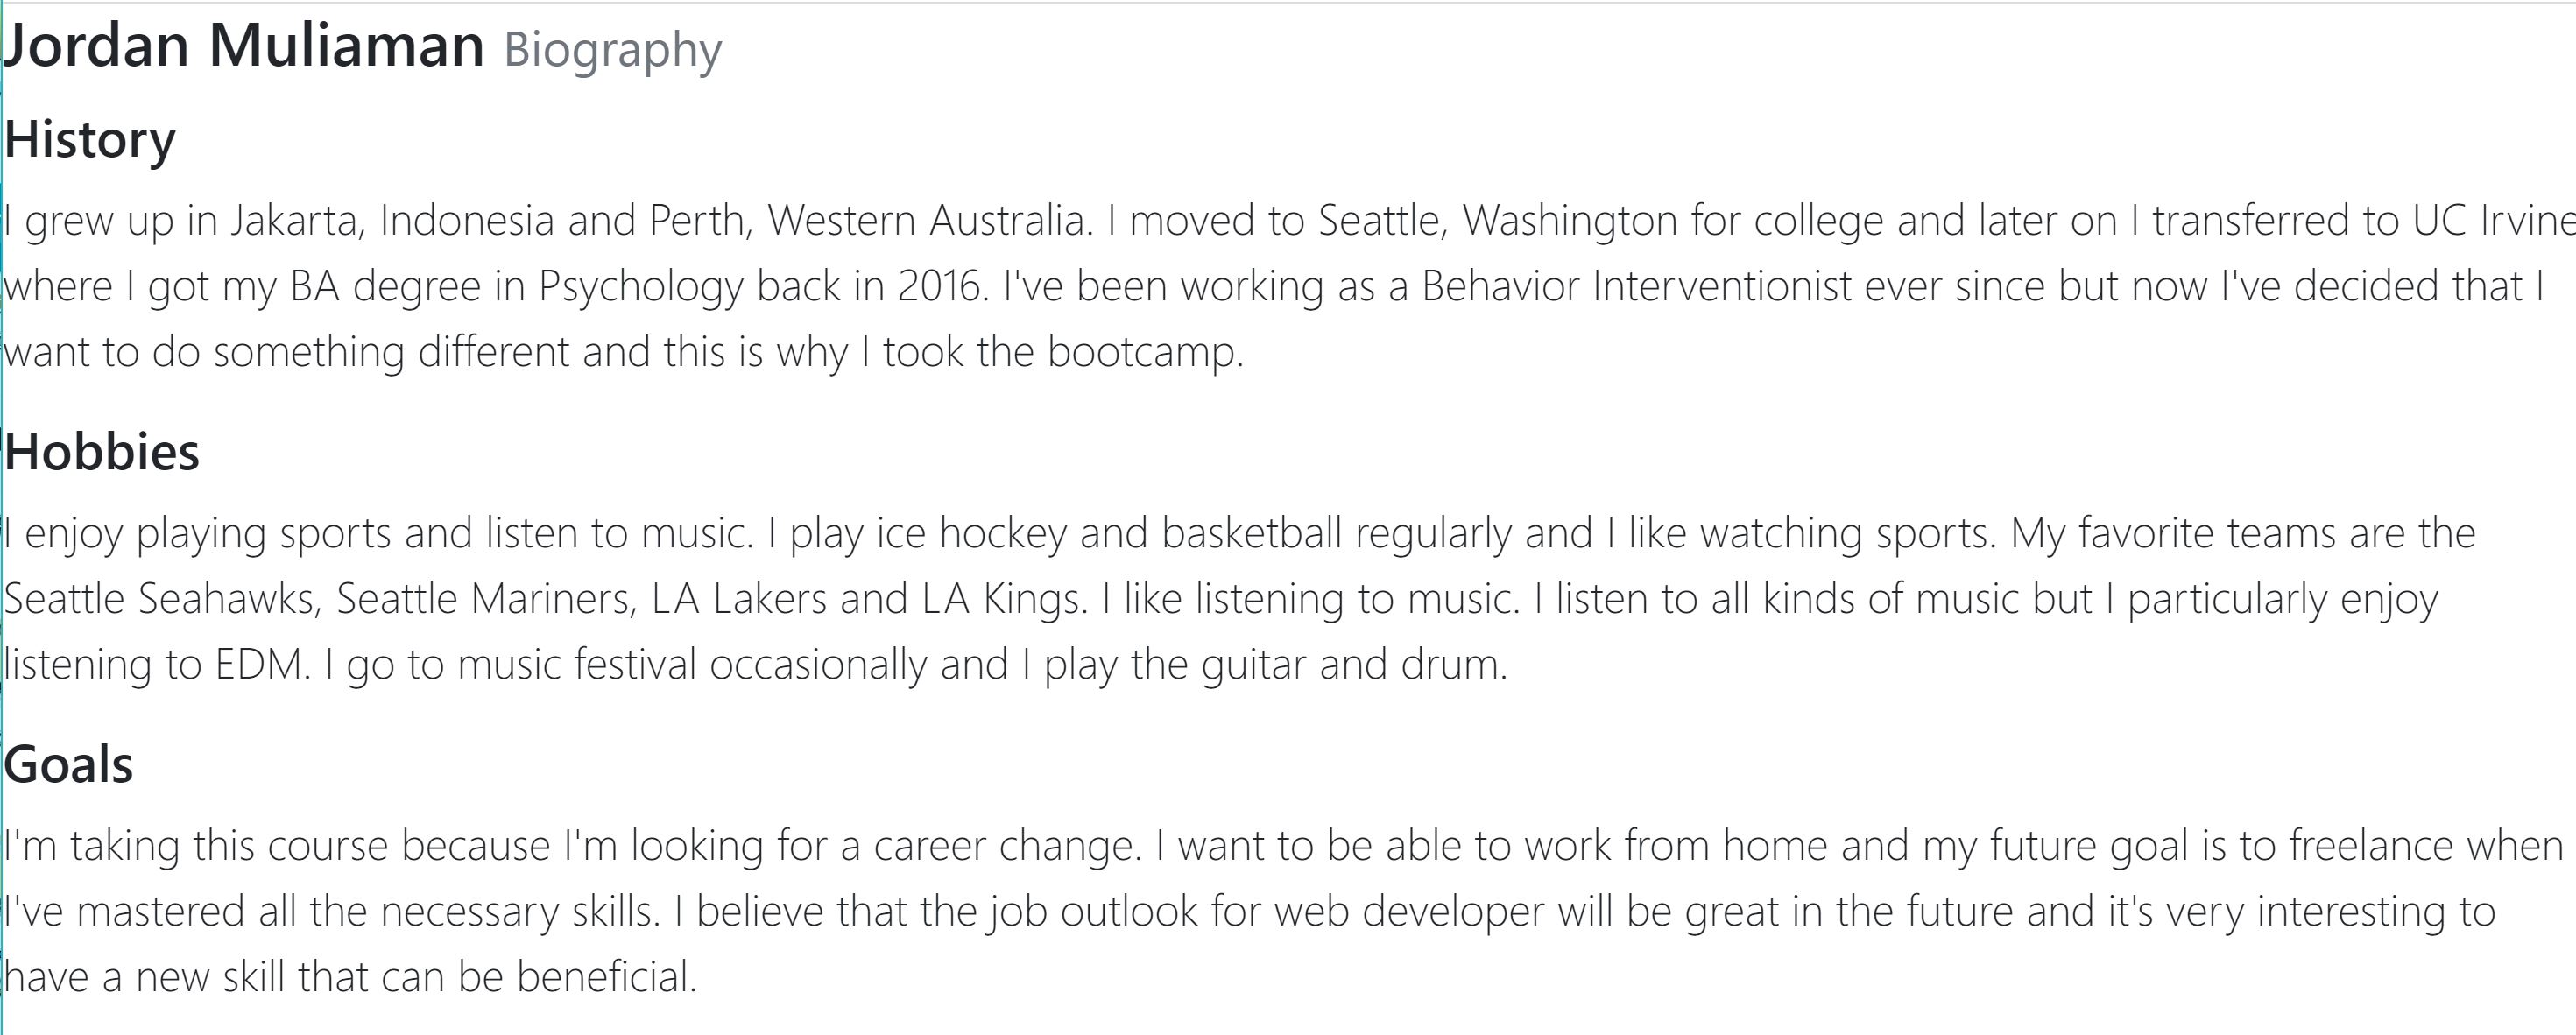 Jordan Muliaman Biography
History
I grew up in Jakarta, Indonesia and Perth, Western Australia. I moved to Seattle, Washington for college and later on I transferred to UC Irvine
where I got my BA degree in Psychology back in 2016. I've been working as a Behavior Interventionist ever since but now I've decided that I
want to do something different and this is why I took the bootcamp.
Hobbies
I enjoy playing sports and listen to music. I play ice hockey and basketball regularly and I like watching sports. My favorite teams are the
Seattle Seahawks, Seattle Mariners, LA Lakers and LA Kings. I like listening to music. I listen to all kinds of music but I particularly enjoy
listening to EDM. I go to music festival occasionally and I play the guitar and drum.
Goals
I'm taking this course because I'm looking for a career change. I want to be able to work from home and my future goal is to freelance when
I've mastered all the necessary skills. I believe that the job outlook for web developer will be great in the future and it's very interesting to
have a new skill that can be beneficial.